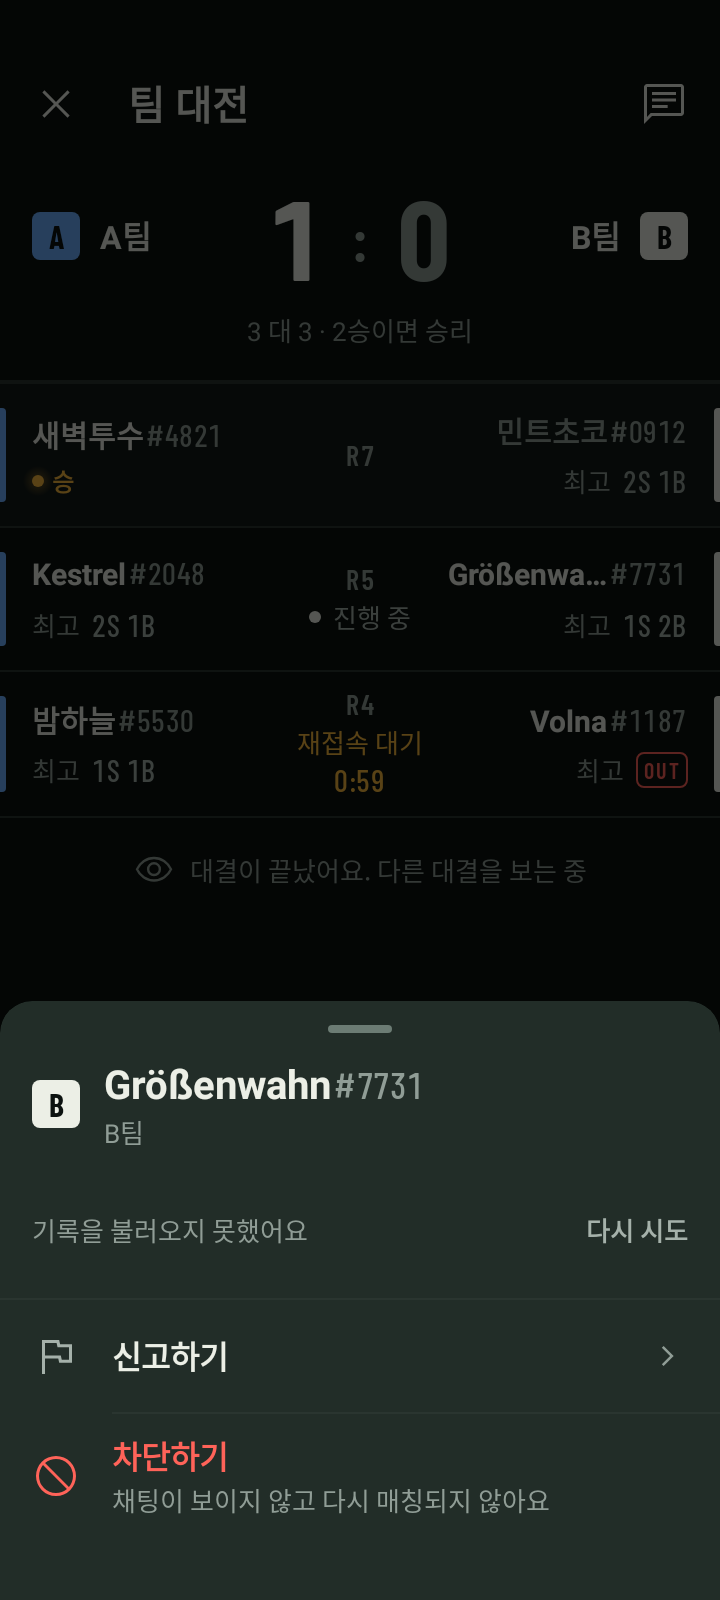 팀 대전
A A팀 1 : 0 B팀 B
3 대 3 · 2승이면 승리
새벽투수#4821 R7 민트초코#0912
승 최고 2S 1B
Kestrel#2048 R5 Größenwa...#7731
최고 2S 1B 진행 중 최고 1S 2B
밤하늘#5530 R4 Volna#1187
최고 1S 1B 재접속 대기 최고 OUT
0:59
대결이 끝났어요. 다른 대결을 보는 중
B Größenwahn#7731
B팀
기록을 불러오지 못했어요 다시 시도
신고하기
차단하기
채팅이 보이지 않고 다시 매칭되지 않아요